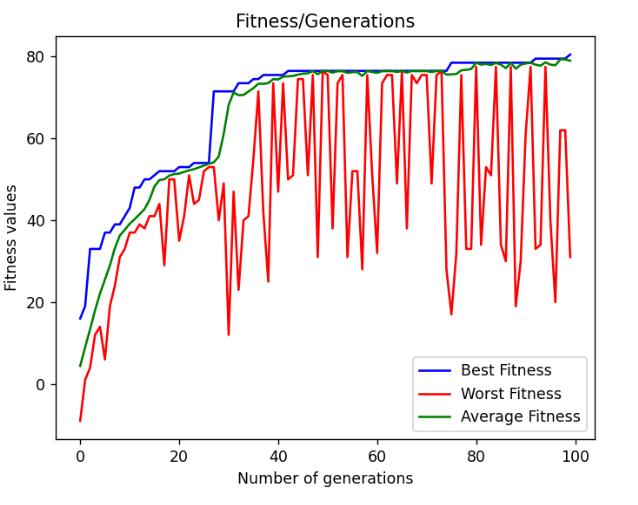 Fitness/Generations
Fitness values
80
60
40
20
0
0 20 40 60 80 100
Number of generations
Best Fitness
Worst Fitness
Average Fitness